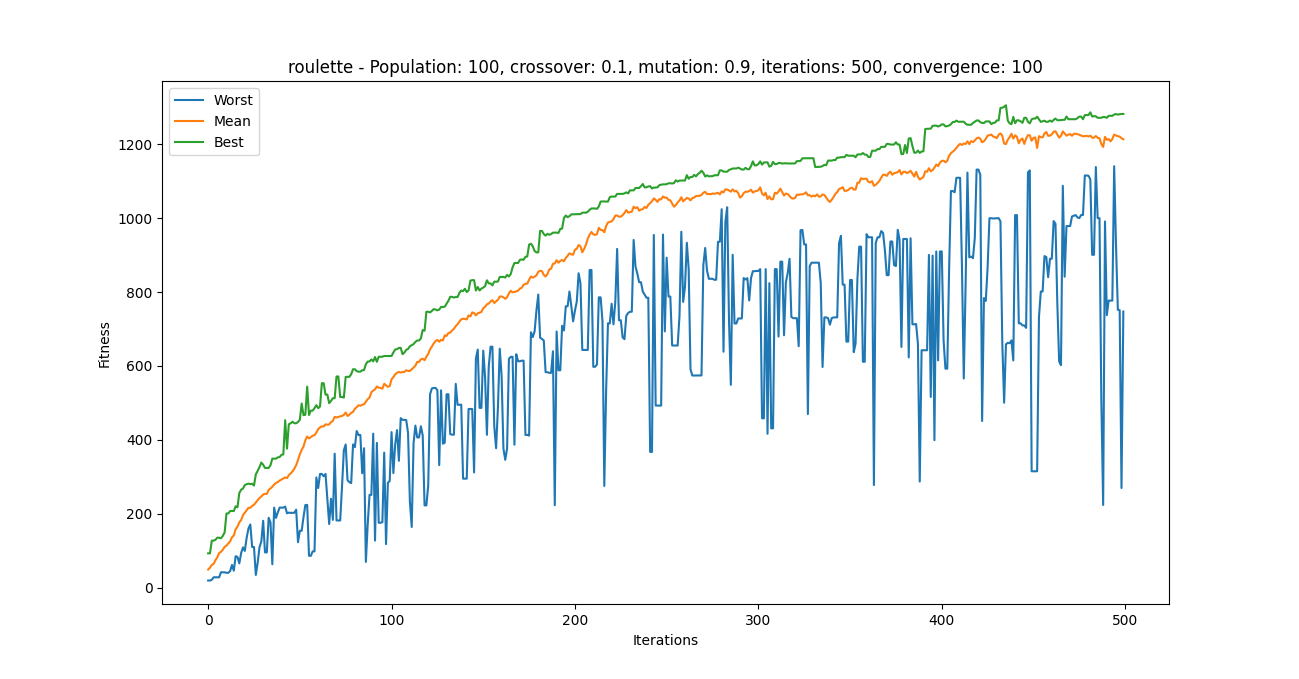 roulette - Population: 100, crossover: 0.1, mutation: 0.9, iterations: 500, convergence: 100
Worst
Mean
Best
1200
1000
800
600
400
200
0
Fitness
0 100 200 300 400 500
Iterations